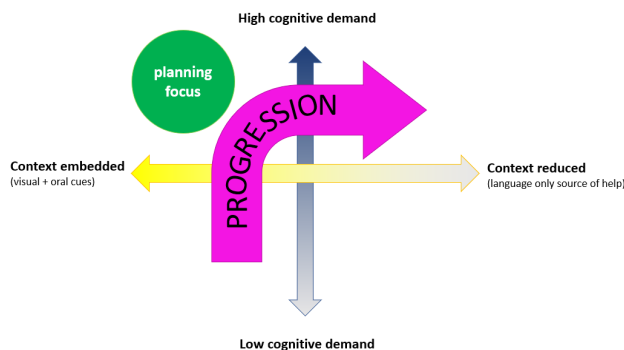 High cognitive demand
planning
focus
PROGRESSION
Context embedded
(visual + oral cues)
Context reduced
(language only source of help)
Low cognitive demand